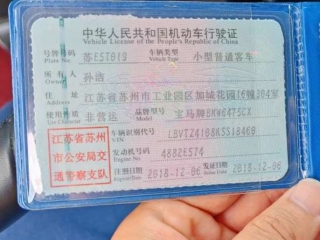 中华人民共和国机动车行驶证
Vehicle License of the People's Republic of China
号牌号码 苏E5T019 车辆类型 小型普通客车
Plate No. Vehicle Type
所有人 孙洁
Owner
住址 江苏省苏州市工业园区加城花园16幢304室
Address
使用性质 非营运 品牌型号 宝马牌BMW6475CX
Use Character Model
江苏省苏州
市公安局交
通警察支队
车辆识别代号
VIN
发动机号码 4882E574
Engine No.
注册日期 2018-12-06 发证日期 2018-12-06
Register Date Issue Date